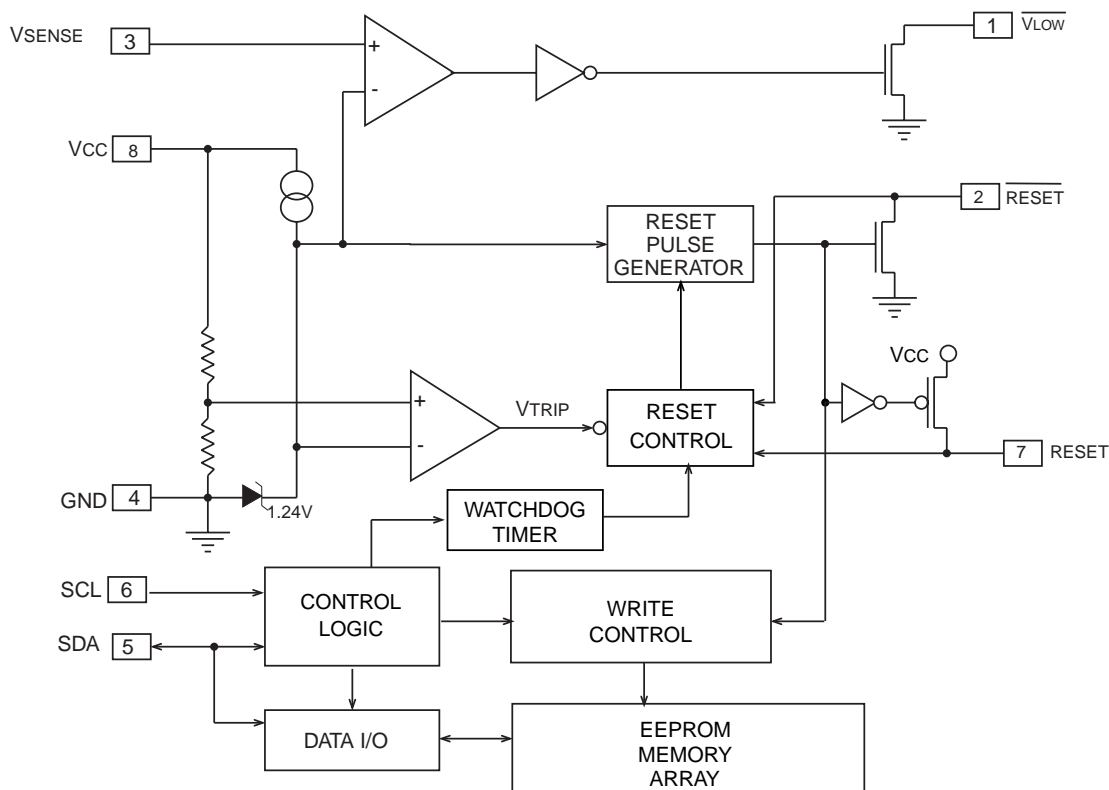 VSENSE 3
+
-
1 VLOW
VCC 8
2 RESET
RESET
PULSE
GENERATOR
VCC
+
-
VTRIP
RESET
CONTROL
7 RESET
GND 4
1.24V
WATCHDOG
TIMER
SCL 6
CONTROL
LOGIC
WRITE
CONTROL
SDA 5
DATA I/O
EEPROM
MEMORY
ARRAY